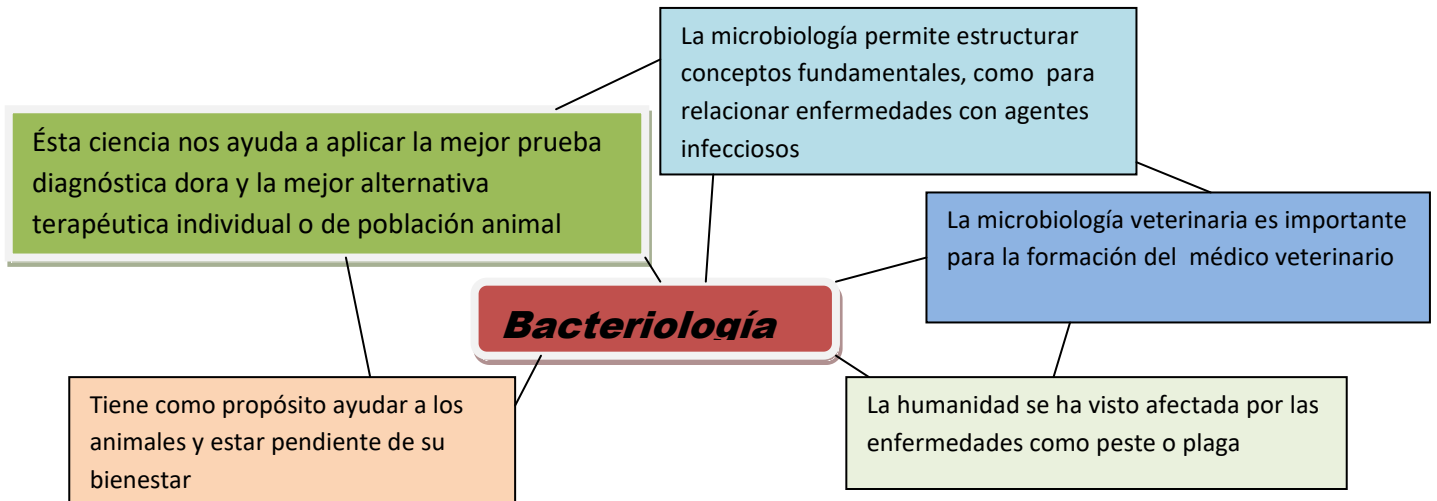 La microbiología permite estructurar
conceptos fundamentales, como para
relacionar enfermedades con agentes
infecciosos
Ésta ciencia nos ayuda a aplicar la mejor prueba
diagnóstica dora y la mejor alternativa
terapéutica individual o de población animal
La microbiología veterinaria es importante
para la formación del médico veterinario
Bacteriología
Tiene como propósito ayudar a los
animales y estar pendiente de su
bienestar
La humanidad se ha visto afectada por las
enfermedades como peste o plaga